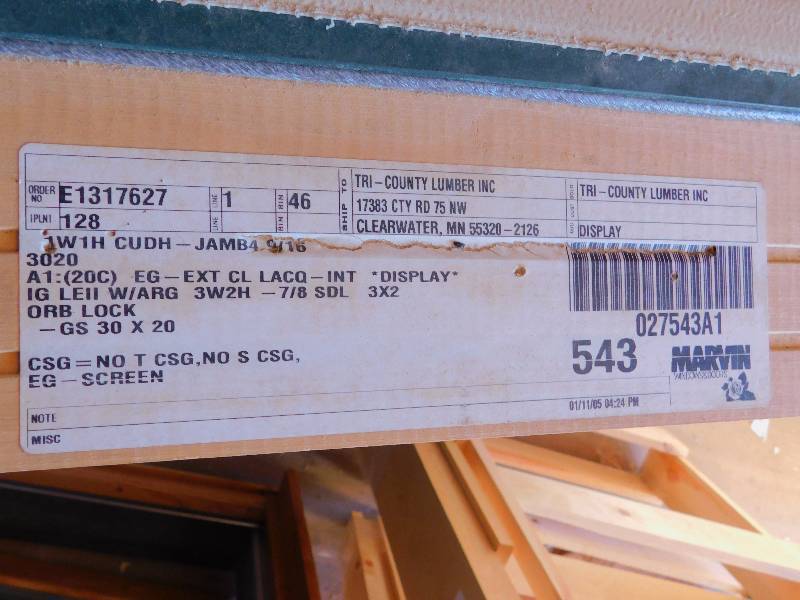 ORDER NO E1317627 LINE 1 BIN 46 SHIP TO TRI-COUNTY LUMBER INC TRI-COUNTY LUMBER INC
IPLNT 128 17383 CTY RD 75 NW
CLEARWATER, MN 55320-2126 DISPLAY
1W1H CUDH-JAMB4 9/16
3020
A1:(20C) EG-EXT CL LACQ-INT *DISPLAY*
IG LEII W/ARG 3W2H -7/8 SDL 3X2
ORB LOCK
-GS 30 X 20
027543A1
CSG=NO T CSG,NO S CSG,
EG-SCREEN
543 MARVIN
WINDOWS&DOORS
NOTE
01/11/05 04:24 PM
MISC